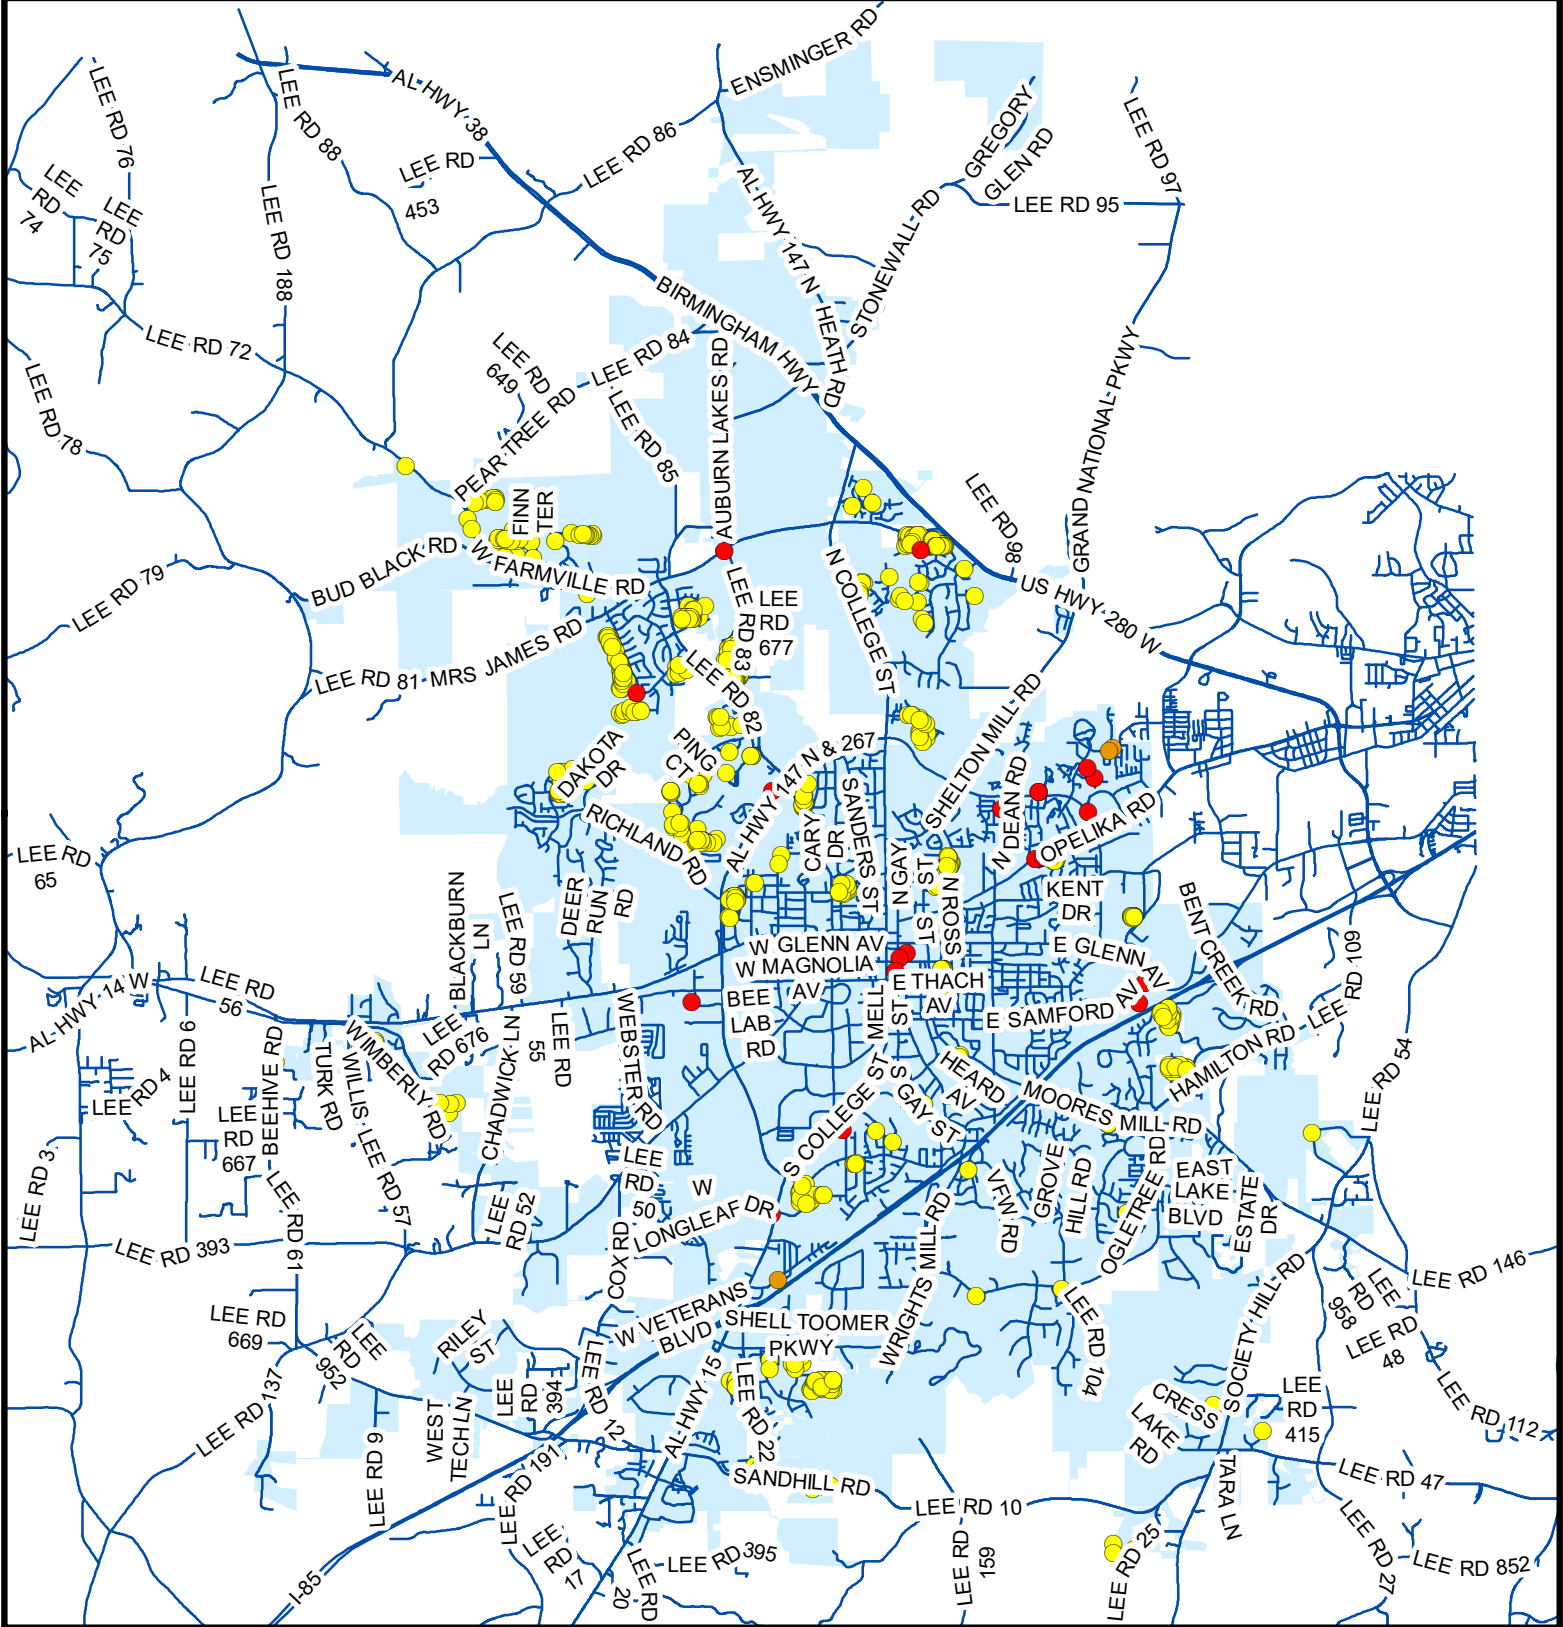 ENSMINGER RD
LEE RD 76
LEE RD 88
AL HWY 38
LEE RD
453
LEE RD 86
GREGORY
GLEN RD
LEE RD 97
LEE RD 95
LEE
RD
74
LEE
RD
75
LEE RD 188
AL HWY 147 N
STONEWALL RD
HEATH RD
BIRMINGHAM HWY
LEE RD 72
LEE RD
649
LEE RD 84
LEE RD 78
PEAR TREE RD
LEE RD 85
AUBURN LAKES RD
GRAND NATIONAL PKWY
LEE RD 98
FINN
TER
BUD BLACK RD
W FARMVILLE RD
LEE RD 79
LEE RD 83
LEE
RD
677
N COLLEGE ST
US HWY 280 W
LEE RD 81
MRS JAMES RD
LEE RD 82
SHELTON MILL RD
DAKOTA
DR
PING
CT
AL HWY 147 N & 267
N DEAN RD
OPELIKA RD
RICHLAND RD
CARY
DR
SANDERS ST
N GAY
ST
N ROSS
ST
KENT
DR
LEE RD
65
BLACKBURN
LN
LEE RD 59
DEER
RUN
RD
W GLENN AV
W MAGNOLIA
AV
E GLENN AV
BENT CREEK RD
LEE RD 109
AL HWY 14 W
LEE RD
56
BEE
LAB
RD
E THACH
AV
MELL
ST
E SAMFORD AV
HAMILTON RD
LEE RD 54
LEE RD 6
BEEHIVE RD
TURK RD
WILLIS
WIMBERLY RD
LEE
RD 676
CHADWICK LN
LEE RD
55
WEBSTER RD
LEE RD 4
LEE
RD
667
LEE RD 57
HEARD
AV
S COLLEGE ST
S GAY ST
MOORES MILL RD
LEE RD 3
LEE RD 61
LEE
RD 52
LEE
RD
50
W
LONGLEAF DR
COX RD
VFW RD
GROVE
HILL RD
OGLETREE RD
EAST
LAKE
BLVD
ESTATE
DR
LEE RD 393
WRIGHTS MILL RD
LEE RD 146
LEE RD
669
LEE
RD
952
RILEY
ST
W VETERANS
BLVD
SHELL TOOMER
PKWY
LEE RD 104
SOCIETY HILL RD
LEE
RD
958
LEE RD
48
LEE RD 137
LEE RD 9
WEST
TECH LN
LEE
RD
394
LEE RD 12
AL HWY 15
LEE RD 22
CRESS
LAKE
RD
LEE
RD
415
LEE RD 112
LEE RD 191
SANDHILL RD
LEE RD 10
TARA LN
LEE RD 47
I-85
LEE
RD
17
LEE RD
20
LEE RD 395
LEE RD
159
LEE RD 25
LEE RD 27
LEE RD 852